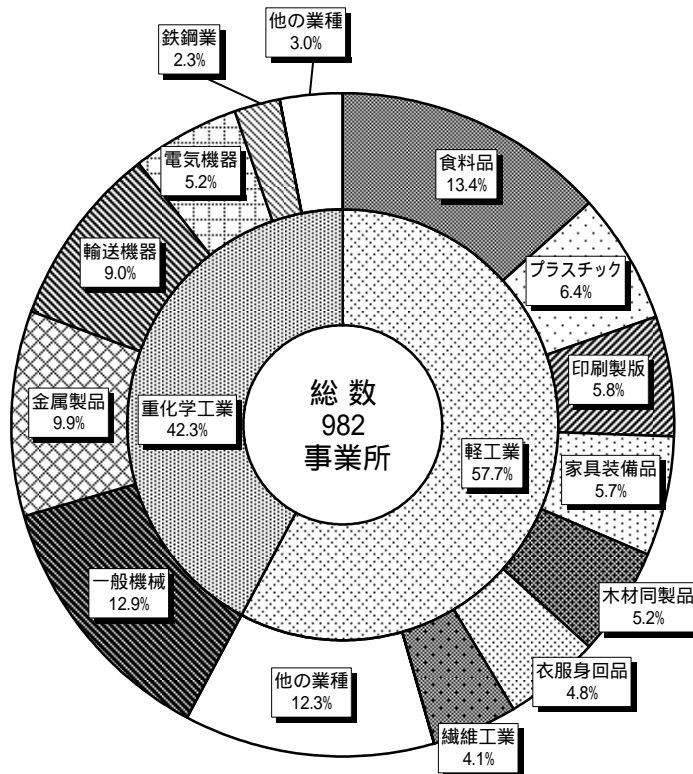 他の業種
3.0%
鉄鋼業
2.3%
電気機器
5.2%
食料品
13.4%
輸送機器
9.0%
プラスチック
6.4%
印刷製版
5.8%
金属製品
9.9%
重化学工業
42.3%
総数
982
事業所
軽工業
57.7%
家具装備品
5.7%
一般機械
12.9%
木材同製品
5.2%
衣服身回品
4.8%
他の業種
12.3%
繊維工業
4.1%